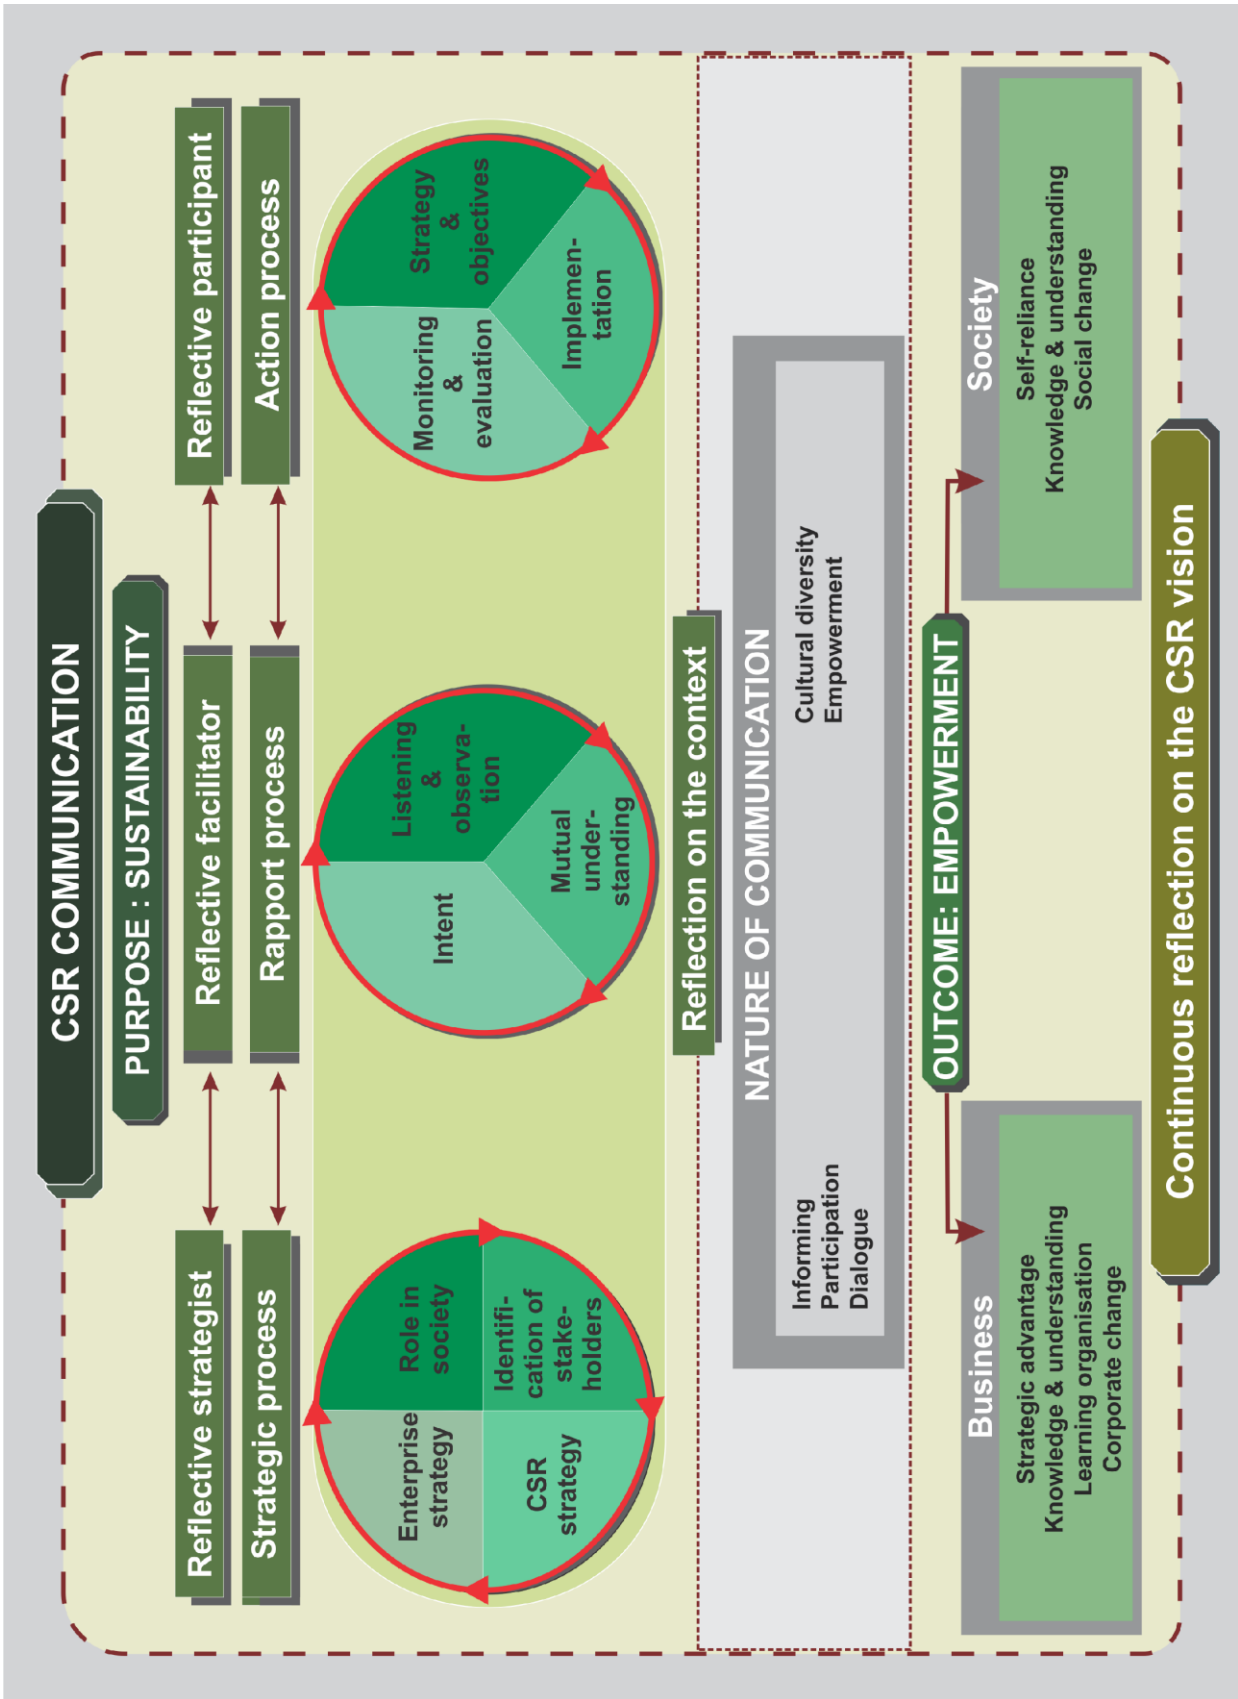 CSR COMMUNICATION
PURPOSE : SUSTAINABILITY
Reflective strategist
Reflective facilitator
Reflective participant
Strategic process
Rapport process
Action process
Enterprise
strategy
Role in
society
CSR
strategy
Identifi-
cation of
stake-
holders
Intent
Listening
&
observa-
tion
Mutual
under-
standing
Monitoring
&
evaluation
Strategy
&
objectives
Implemen-
tation
Reflection on the context
NATURE OF COMMUNICATION
Informing
Participation
Dialogue
Cultural diversity
Empowerment
OUTCOME: EMPOWERMENT
Business
Strategic advantage
Knowledge & understanding
Learning organisation
Corporate change
Society
Self-reliance
Knowledge & understanding
Social change
Continuous reflection on the CSR vision